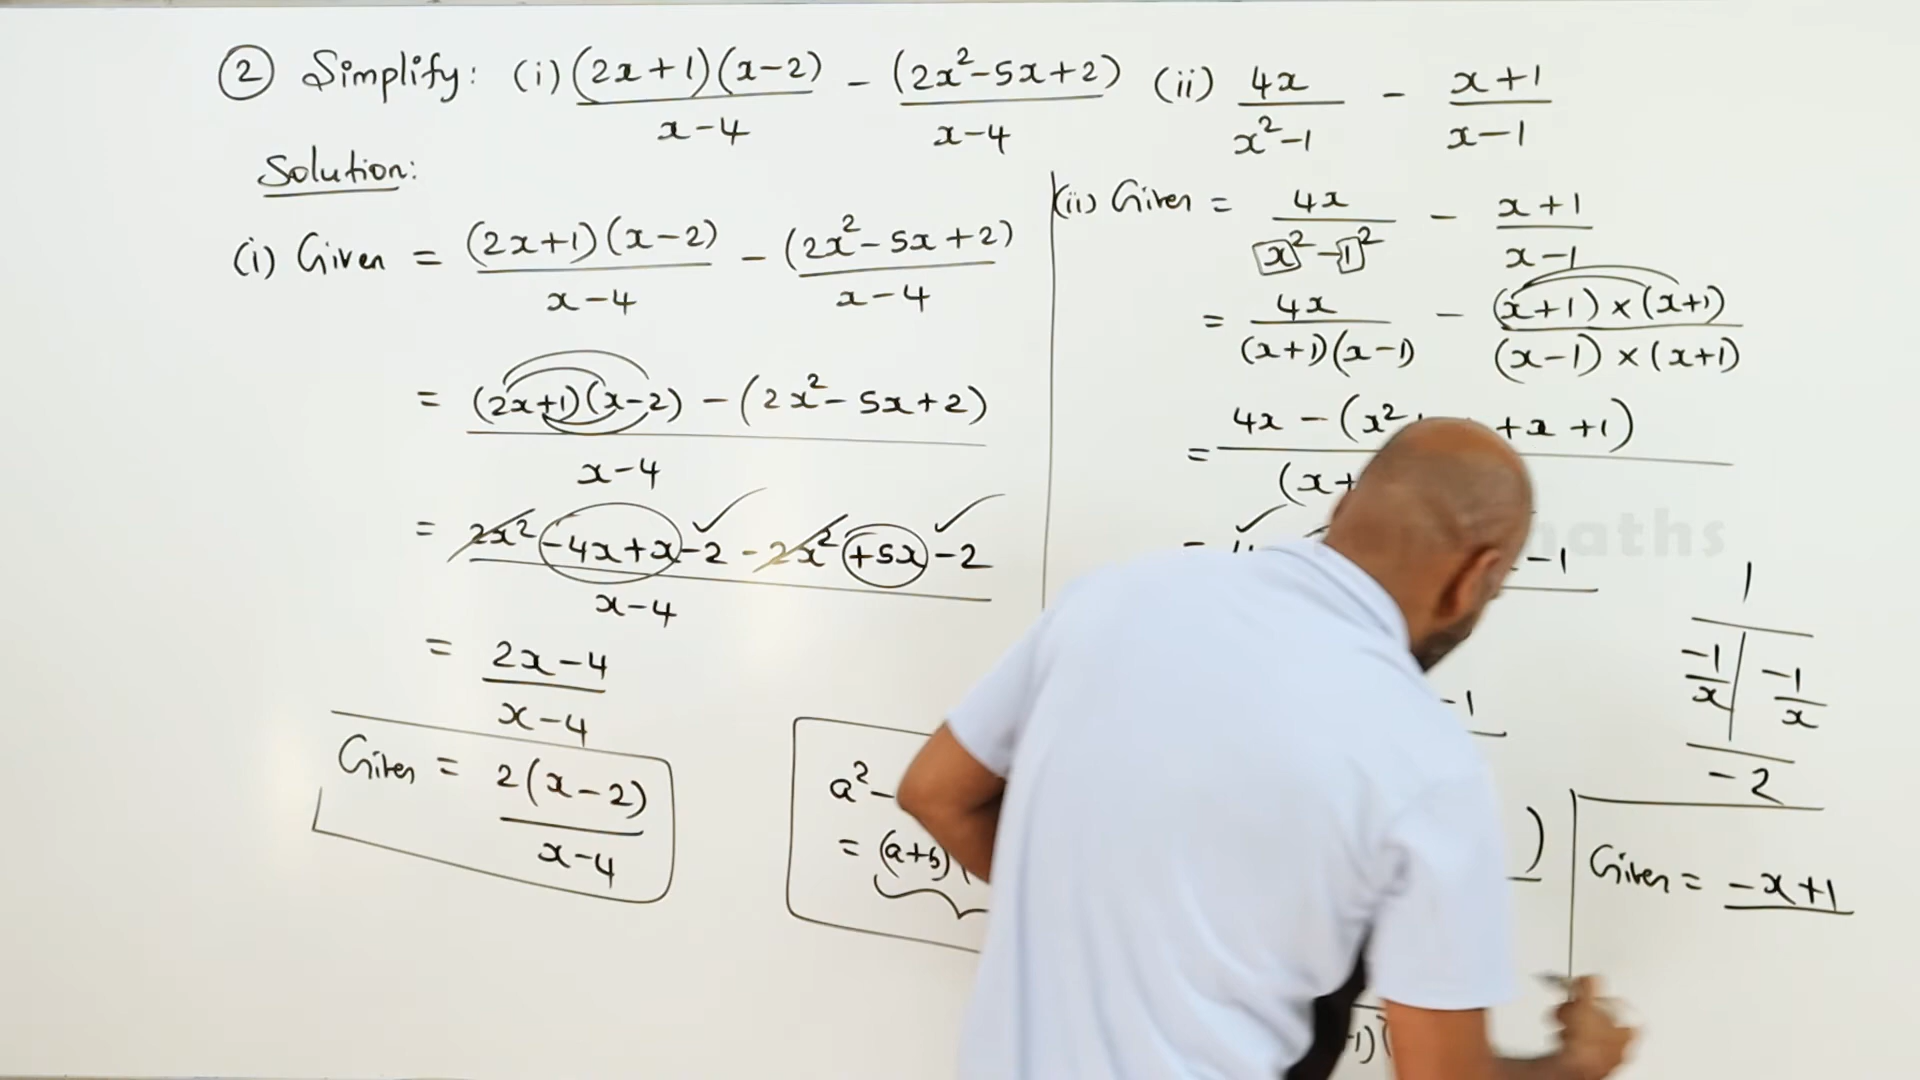 ② Simplify: (i) (2x+1)(x-2) / x-4 - (2x²-5x+2) / x-4 (ii) 4x / x²-1 - x+1 / x-1
Solution:
(i) Given = (2x+1)(x-2) / x-4 - (2x²-5x+2) / x-4
= (2x+1)(x-2) - (2x²-5x+2) / x-4
= 2x² -4x+x -2 - 2x² +5x -2 / x-4
= 2x-4 / x-4
Given = 2(x-2) / x-4
a² -
= (a+b)
(ii) Given = 4x / x²-1² - x+1 / x-1
= 4x / (x+1)(x-1) - (x+1)×(x+1) / (x-1)×(x+1)
= 4x - (x² +x +1) / (x+
-1
-1
)
1
-1/x | -1/x
-2
Given = -x+1
maths